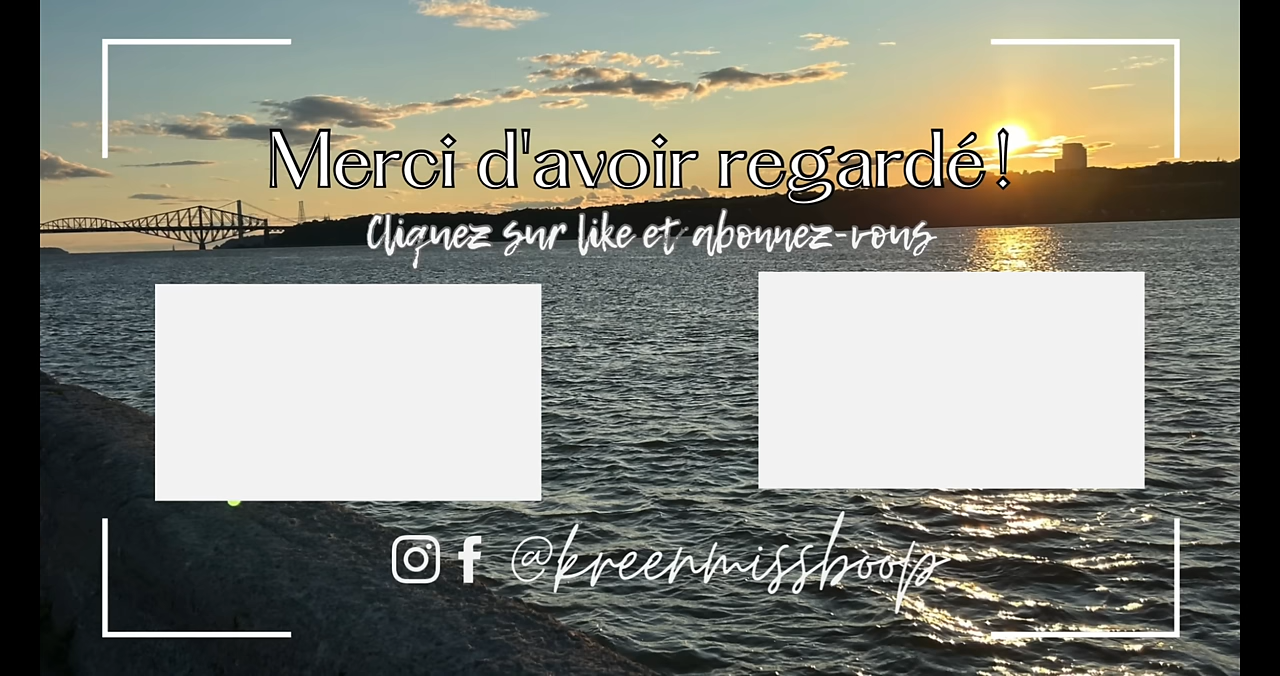 Merci d'avoir regardé!
Cliquez sur like et abonnez-vous
@kreenmissboop